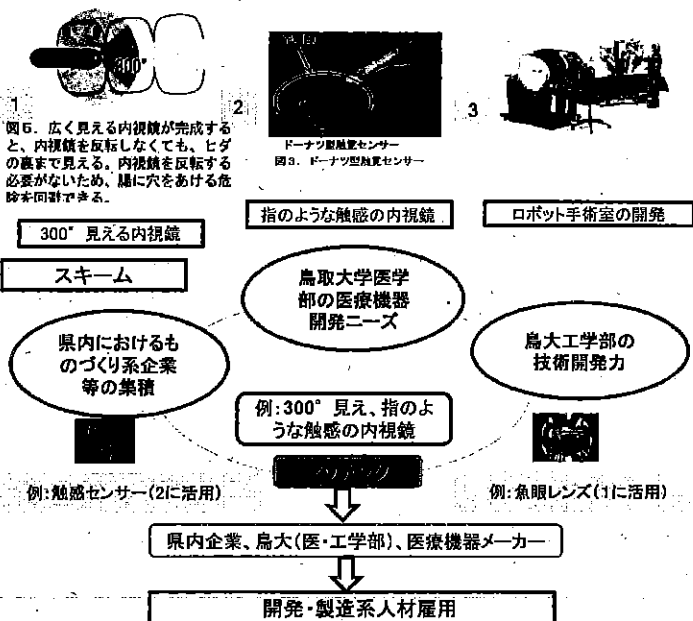 300°
1
2
3
図5. 広く見える内視鏡が完成する
と、内視鏡を反転しなくても、ヒダ
の裏まで見える。内視鏡を反転する
必要がないため、腸に穴をあける危
険を回避できる。
ドーナツ型触覚センサー
図3. ドーナツ型触覚センサー
300°見える内視鏡
指のような触感の内視鏡
ロボット手術室の開発
スキーム
鳥取大学医学
部の医療機器
開発ニーズ
県内におけるも
のづくり系企業
等の集積
鳥大工学部の
技術開発力
例:300°見え、指のよ
うな触感の内視鏡
例:触感センサー(2に活用)
例:魚眼レンズ(1に活用)
県内企業、鳥大(医・工学部)、医療機器メーカー
開発・製造系人材雇用